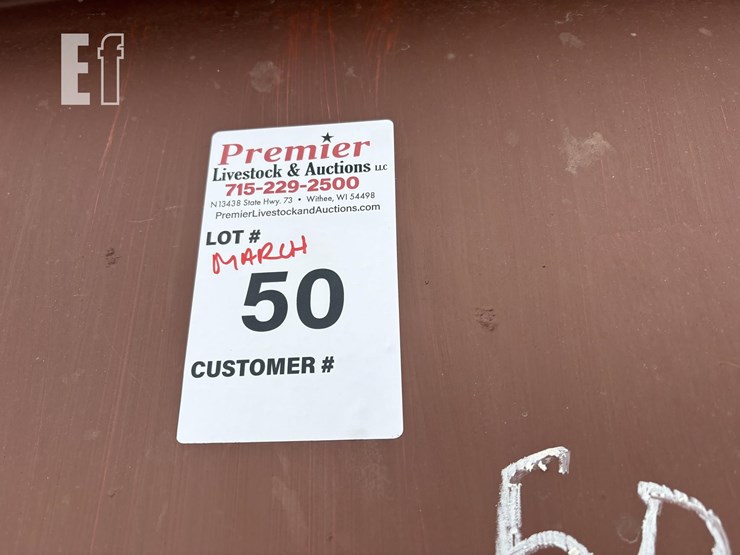 Ef
Premier
Livestock & Auctions LLC
715-229-2500
N13438 State Hwy. 73 • Withee, WI 54498
PremierLivestockandAuctions.com
LOT #
MARCH
50
CUSTOMER #